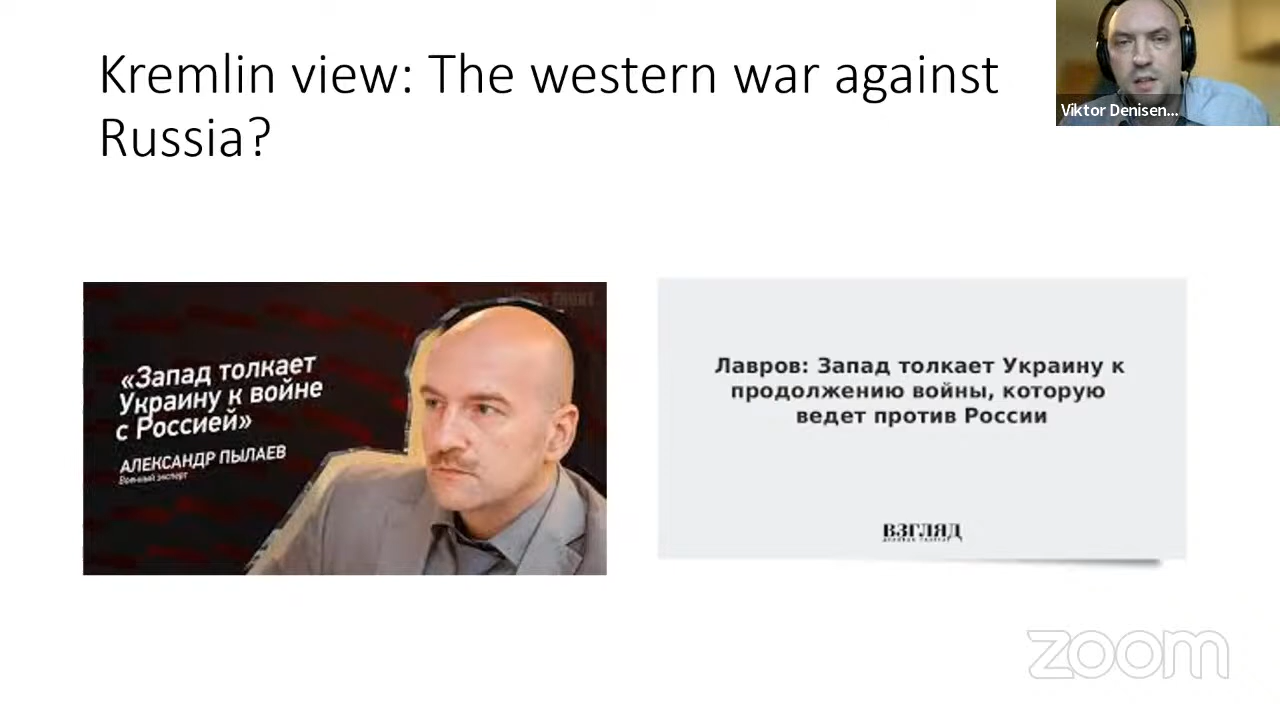 Kremlin view: The western war against
Russia?
Viktor Denisen...
«Запад толкает
Украину к войне
с Россией»
АЛЕКСАНДР ПЫЛАЕВ
Военный эксперт
Лавров: Запад толкает Украину к
продолжению войны, которую
ведет против России
ВЗГЛЯД
zoom